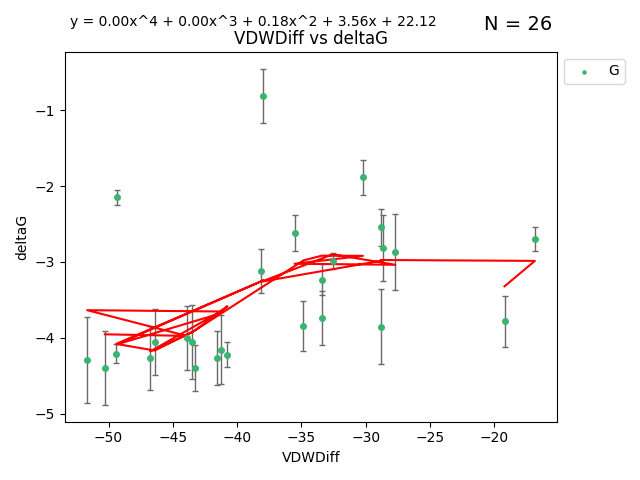 y = 0.00x^4 + 0.00x^3 + 0.18x^2 + 3.56x + 22.12
N = 26
VDWDiff vs deltaG
G
−1
−2
−3
−4
−5
deltaG
−50 −45 −40 −35 −30 −25 −20
VDWDiff